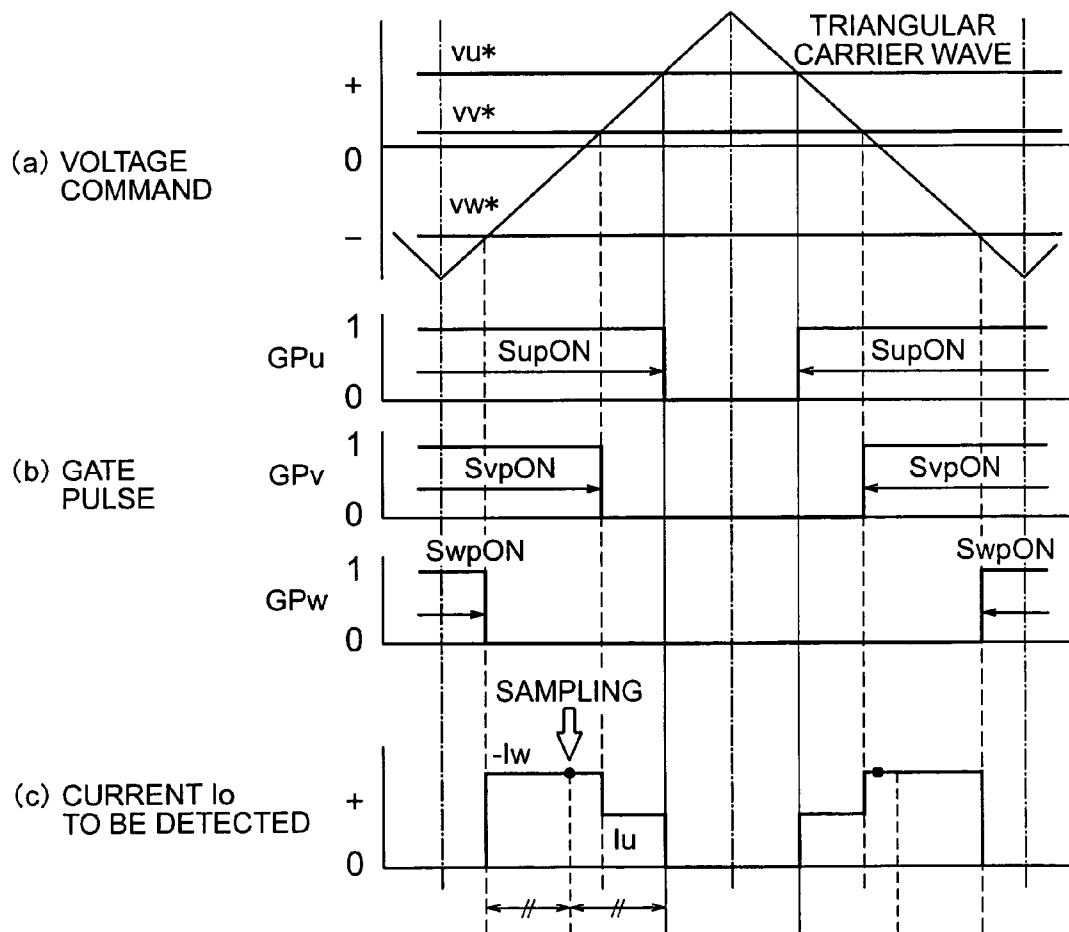 TRIANGULAR
CARRIER WAVE
vu*
+
vv*
(a) VOLTAGE
COMMAND
0
vw*
−
1
GPu
SupON
SupON
0
1
(b) GATE
PULSE
GPv
SvpON
SvpON
0
SwpON
SwpON
1
GPw
0
SAMPLING
-Iw
(c) CURRENT Io
TO BE DETECTED
+
Iu
0